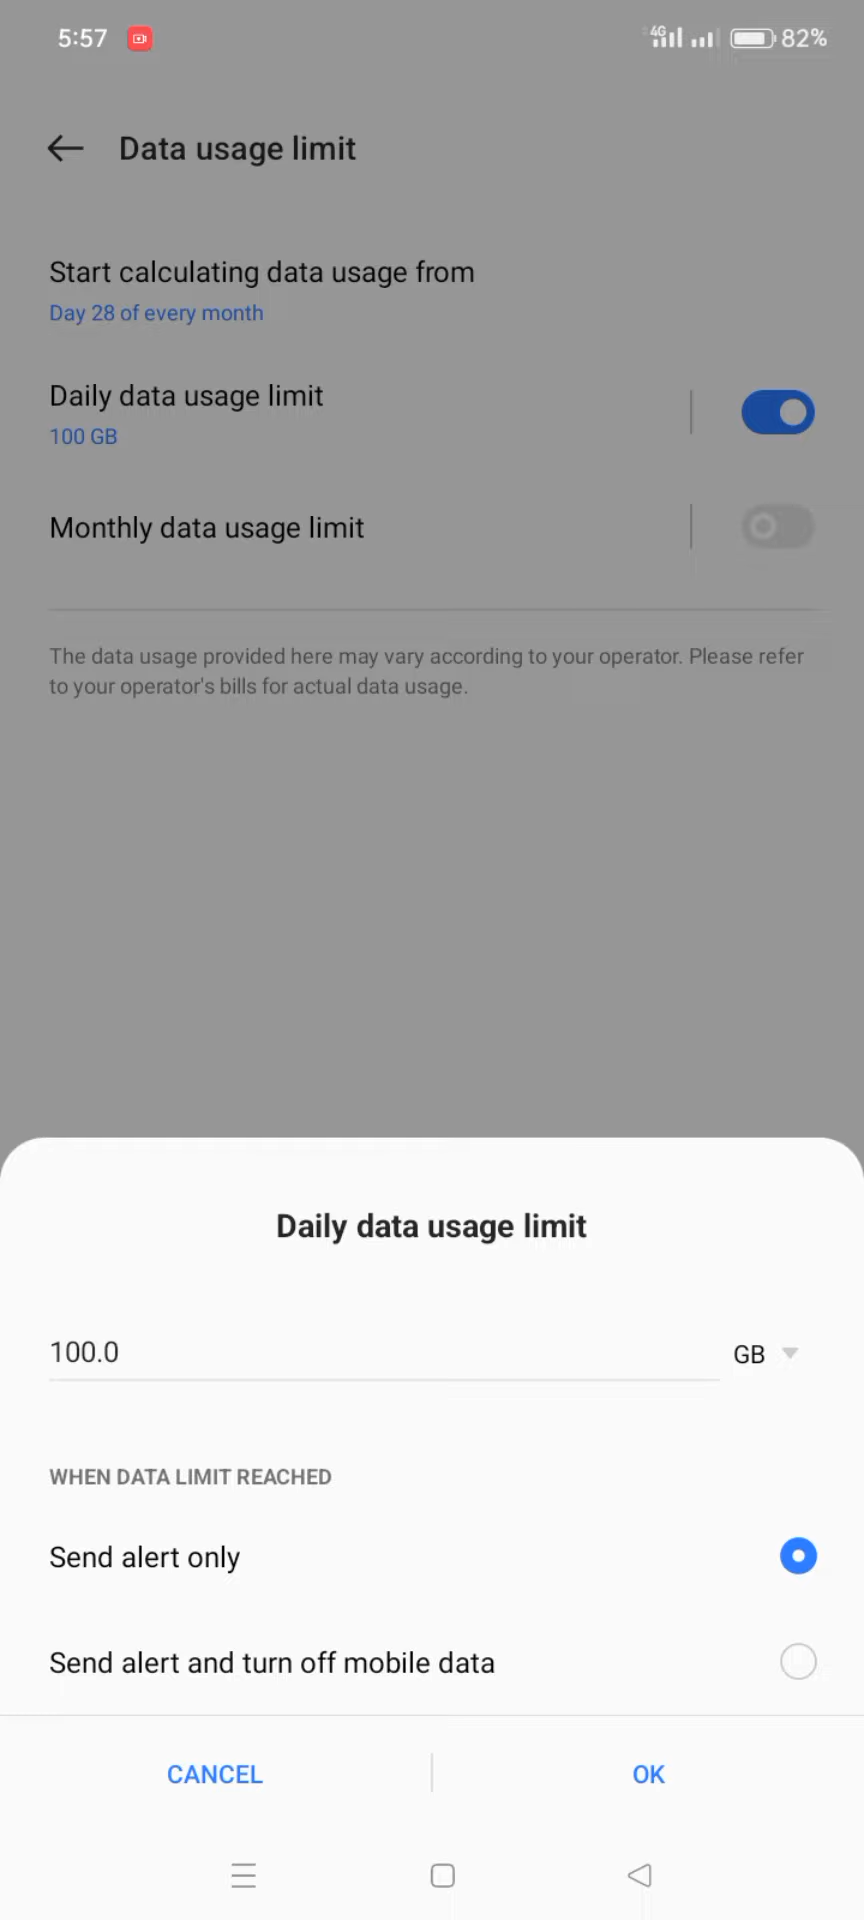 5:57
4G
82%
Data usage limit
Start calculating data usage from
Day 28 of every month
Daily data usage limit
100 GB
Monthly data usage limit
The data usage provided here may vary according to your operator. Please refer
to your operator's bills for actual data usage.
Daily data usage limit
100.0
GB
WHEN DATA LIMIT REACHED
Send alert only
Send alert and turn off mobile data
CANCEL
OK